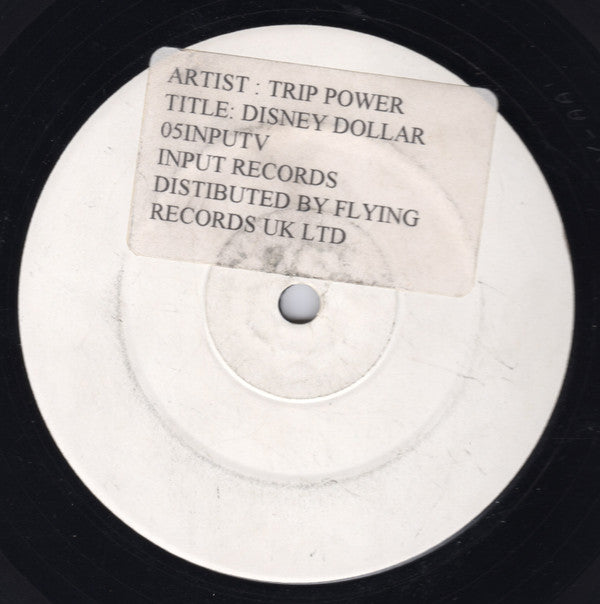 ARTIST : TRIP POWER
TITLE: DISNEY DOLLAR
05INPUTV
INPUT RECORDS
DISTIBUTED BY FLYING
RECORDS UK LTD